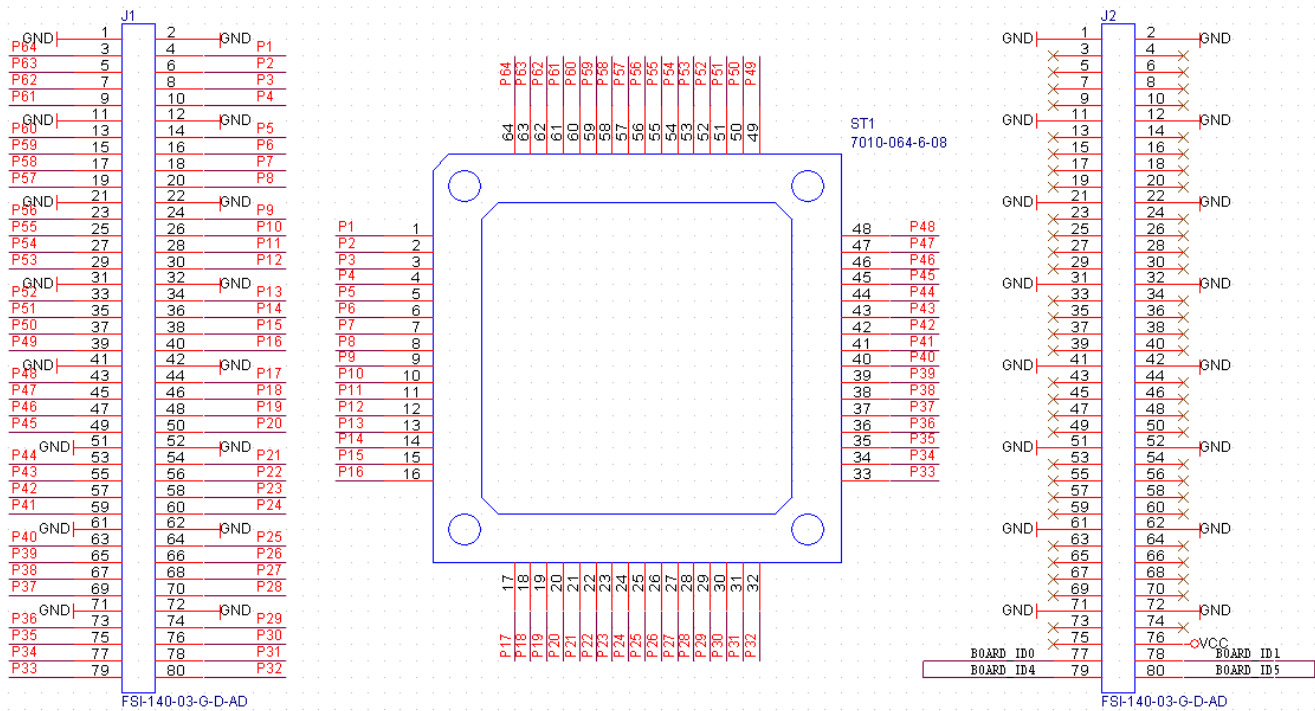 J1
GND 1 2 GND
P64 3 4 P1
P63 5 6 P2
P62 7 8 P3
P61 9 10 P4
GND 11 12 GND
P60 13 14 P5
P59 15 16 P6
P58 17 18 P7
P57 19 20 P8
GND 21 22 GND
P56 23 24 P9
P55 25 26 P10
P54 27 28 P11
P53 29 30 P12
GND 31 32 GND
P52 33 34 P13
P51 35 36 P14
P50 37 38 P15
P49 39 40 P16
GND 41 42 GND
P48 43 44 P17
P47 45 46 P18
P46 47 48 P19
P45 49 50 P20
GND 51 52 GND
P44 53 54 P21
P43 55 56 P22
P42 57 58 P23
P41 59 60 P24
GND 61 62 GND
P40 63 64 P25
P39 65 66 P26
P38 67 68 P27
P37 69 70 P28
GND 71 72 GND
P36 73 74 P29
P35 75 76 P30
P34 77 78 P31
P33 79 80 P32
FSI-140-03-G-D-AD
P64 P63 P62 P61 P60 P59 P58 P57 P56 P55 P54 P53 P52 P51 P50 P49
64 63 62 61 60 59 58 57 56 55 54 53 52 51 50 49
ST1
7010-064-6-08
P1 1 48 P48
P2 2 47 P47
P3 3 46 P46
P4 4 45 P45
P5 5 44 P44
P6 6 43 P43
P7 7 42 P42
P8 8 41 P41
P9 9 40 P40
P10 10 39 P39
P11 11 38 P38
P12 12 37 P37
P13 13 36 P36
P14 14 35 P35
P15 15 34 P34
P16 16 33 P33
17 18 19 20 21 22 23 24 25 26 27 28 29 30 31 32
P17 P18 P19 P20 P21 P22 P23 P24 P25 P26 P27 P28 P29 P30 P31 P32
J2
GND 1 2 GND
3 4
5 6
7 8
9 10
GND 11 12 GND
13 14
15 16
17 18
19 20
GND 21 22 GND
23 24
25 26
27 28
29 30
GND 31 32 GND
33 34
35 36
37 38
39 40
GND 41 42 GND
43 44
45 46
47 48
49 50
GND 51 52 GND
53 54
55 56
57 58
59 60
GND 61 62 GND
63 64
65 66
67 68
69 70
GND 71 72 GND
73 74
75 76 VCC
BOARD_ID0 77 78 BOARD_ID1
BOARD_ID4 79 80 BOARD_ID5
FSI-140-03-G-D-AD